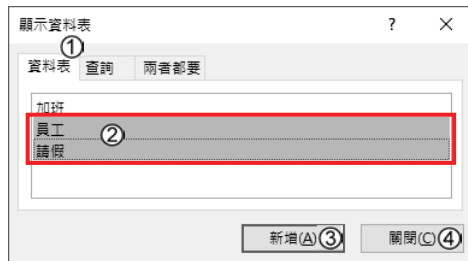 顯示資料表 ? ×
①
資料表 查詢 兩者都要
加班
員工 ②
請假
新增(A)③ 關閉(C)④